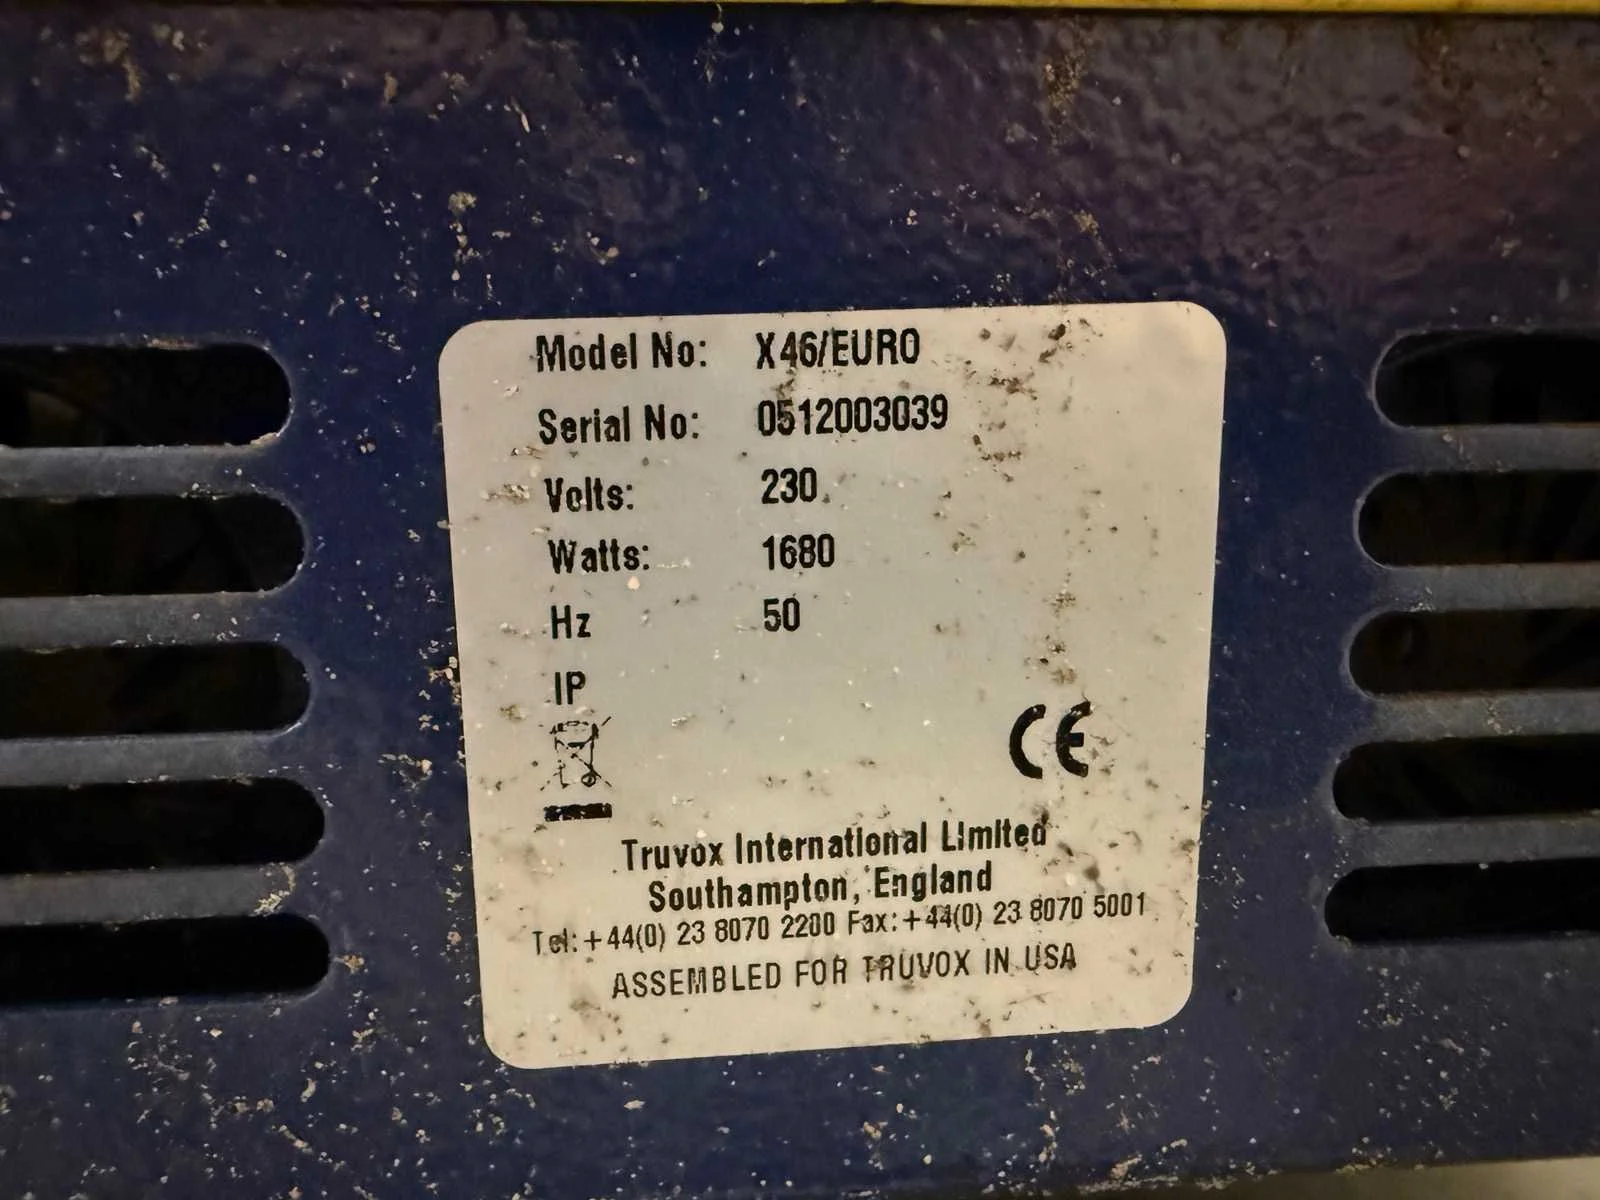 Model No: X46/EURO
Serial No: 0512003039
Volts: 230
Watts: 1680
Hz 50
IP
CE
Truvox International Limited
Southampton, England
Tel: +44(0) 23 8070 2200 Fax: +44(0) 23 8070 5001
ASSEMBLED FOR TRUVOX IN USA